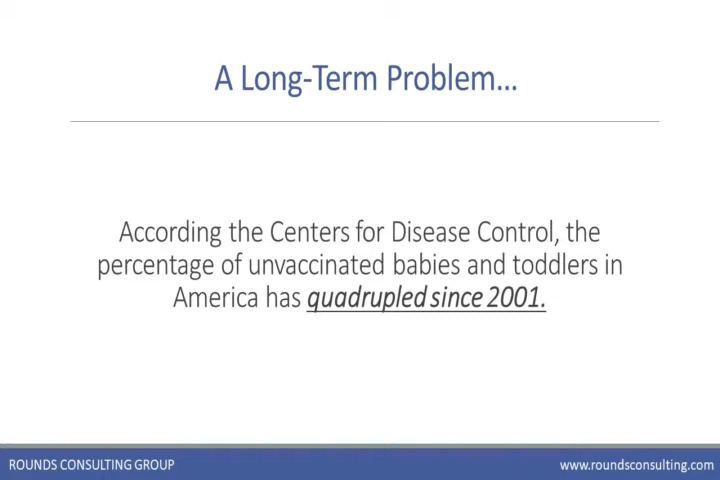 A Long-Term Problem...
According the Centers for Disease Control, the
percentage of unvaccinated babies and toddlers in
America has quadrupled since 2001.
ROUNDS CONSULTING GROUP
www.roundsconsulting.com